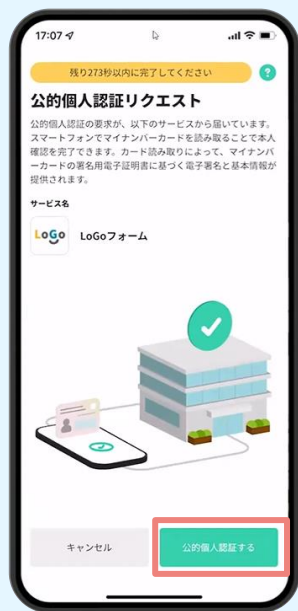 17:07
残り273秒以内に完了してください
?
公的個人認証リクエスト
公的個人認証の要求が、以下のサービスから届いています。
スマートフォンでマイナンバーカードを読み取ることで本人
確認を完了できます。カード読み取りによって、マイナンバ
ーカードの署名用電子証明書に基づく電子署名と基本情報が
提供されます。
サービス名
LoGo
LoGoフォーム
キャンセル
公的個人認証する